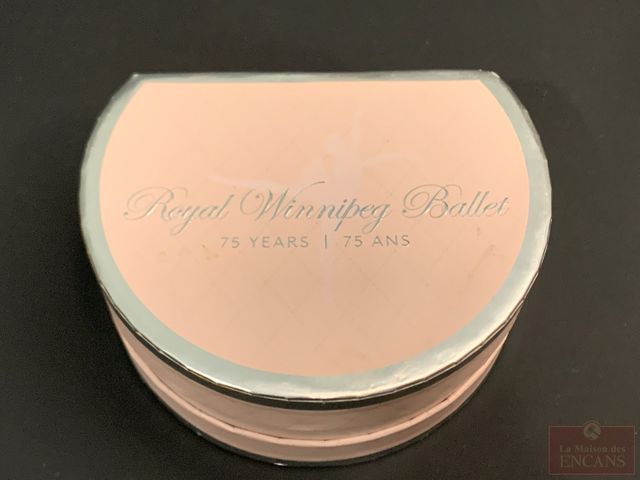 Royal Winnipeg Ballet
75 YEARS | 75 ANS
La Maison des
ENCANS